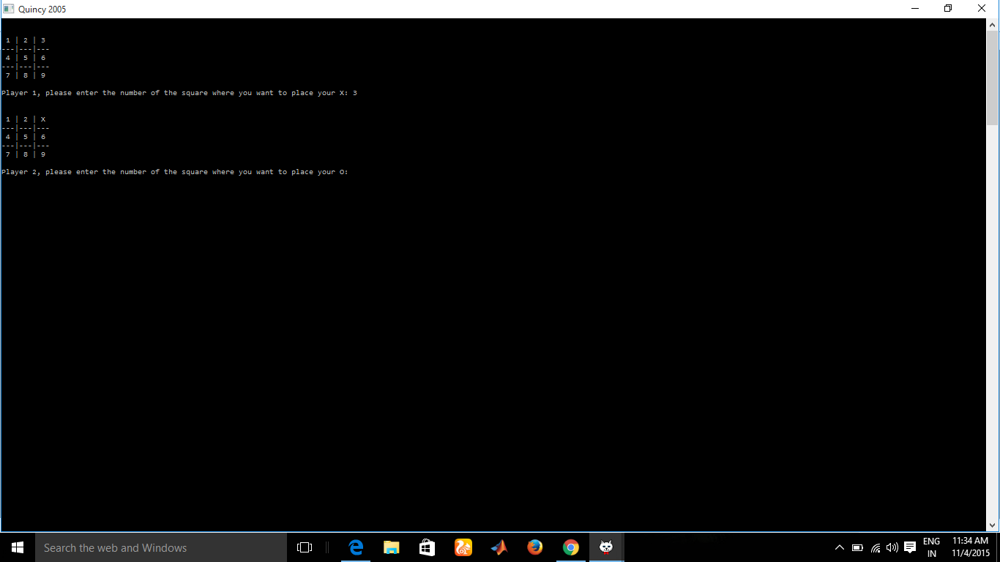 Quincy 2005
1 | 2 | 3
---|---|---
4 | 5 | 6
---|---|---
7 | 8 | 9
Player 1, please enter the number of the square where you want to place your X: 3
1 | 2 | X
---|---|---
4 | 5 | 6
---|---|---
7 | 8 | 9
Player 2, please enter the number of the square where you want to place your O:
Search the web and Windows
ENG
IN
11:34 AM
11/4/2015